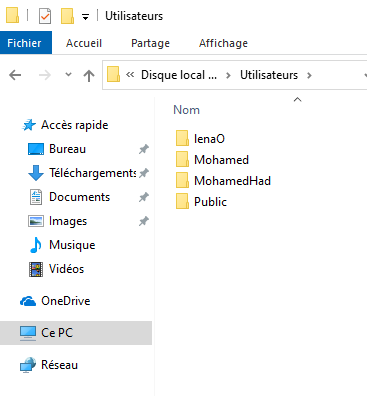 Utilisateurs
Fichier Accueil Partage Affichage
« Disque local ... > Utilisateurs >
Nom
Accès rapide
Bureau
Téléchargements
Documents
Images
Musique
Vidéos
OneDrive
Ce PC
Réseau
lenaO
Mohamed
MohamedHad
Public